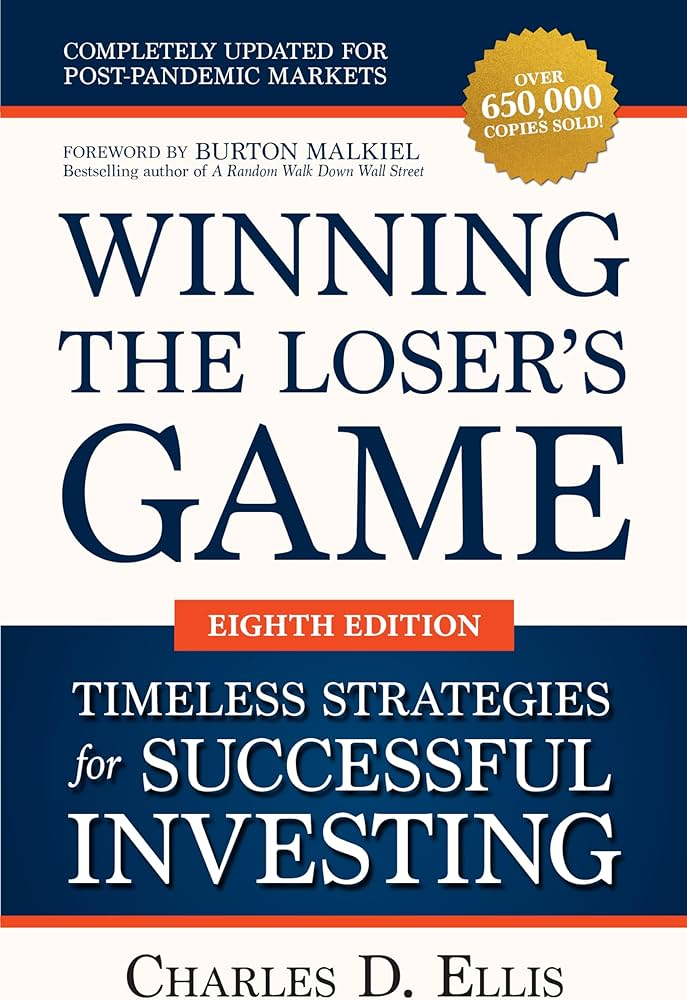 COMPLETELY UPDATED FOR
POST-PANDEMIC MARKETS
OVER
650,000
COPIES SOLD!
FOREWORD BY BURTON MALKIEL
Bestselling author of A Random Walk Down Wall Street
WINNING
THE LOSER’S
GAME
EIGHTH EDITION
TIMELESS STRATEGIES
for SUCCESSFUL
INVESTING
CHARLES D. ELLIS